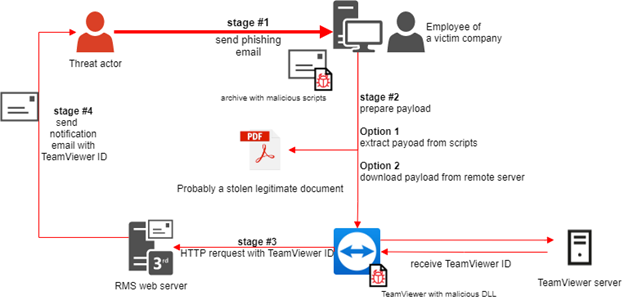 stage #1
send phishing
email
Threat actor
Employee of
a victim company
archive with malicious scripts
stage #2
prepare payload
Option 1
extract payoad from scripts
Option 2
download payload from remote server
PDF
Probably a stolen legitimate document
stage #4
send
notification
email with
TeamViewer ID
stage #3
HTTP rerquest with TeamViewer ID
3rd
RMS web server
receive TeamViewer ID
TeamViewer server
TeamViewer with malicious DLL